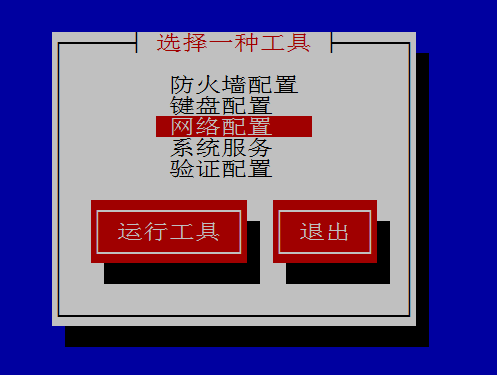 选择一种工具
防火墙配置
键盘配置
网络配置
系统服务
验证配置
运行工具 退出